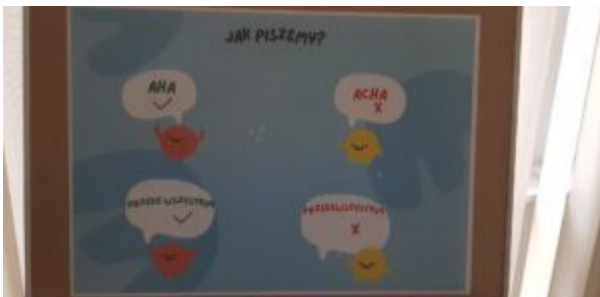 JAK PISZEMY?
AHA
ACHA
X
PRZEDE WSZYSTKIM
PRZEDEWSZYSTKIM
X